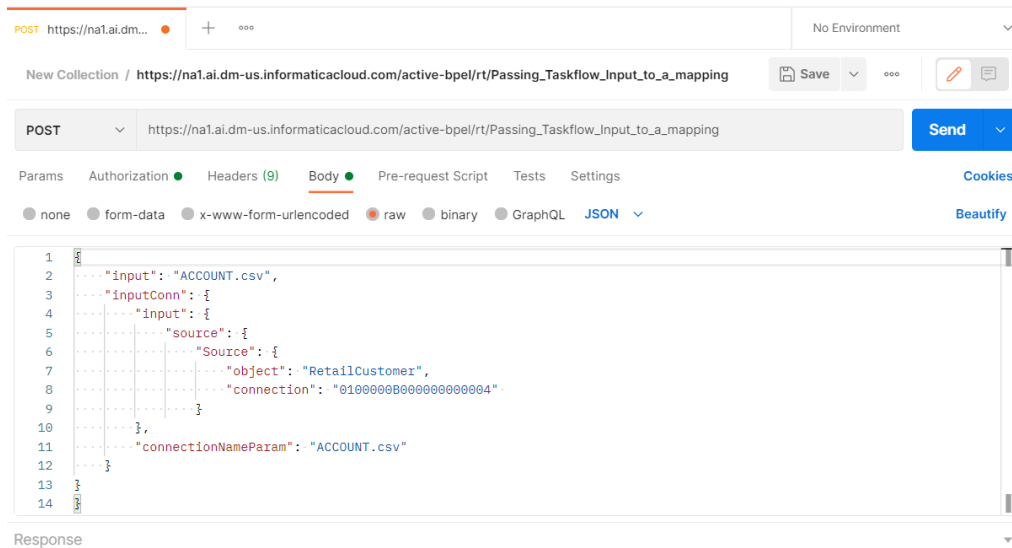 POST https://na1.ai.dm... No Environment
New Collection / https://na1.ai.dm-us.informaticacloud.com/active-bpel/rt/Passing_Taskflow_Input_to_a_mapping Save
POST https://na1.ai.dm-us.informaticacloud.com/active-bpel/rt/Passing_Taskflow_Input_to_a_mapping Send
Params Authorization Headers (9) Body Pre-request Script Tests Settings Cookies
none form-data x-www-form-urlencoded raw binary GraphQL JSON Beautify
1 {
2 "input": "ACCOUNT.csv",
3 "inputConn": {
4 "input": {
5 "source": {
6 "Source": {
7 "object": "RetailCustomer",
8 "connection": "0100000B000000000004"
9 }
10 },
11 "connectionNameParam": "ACCOUNT.csv"
12 }
13 }
14 }
Response